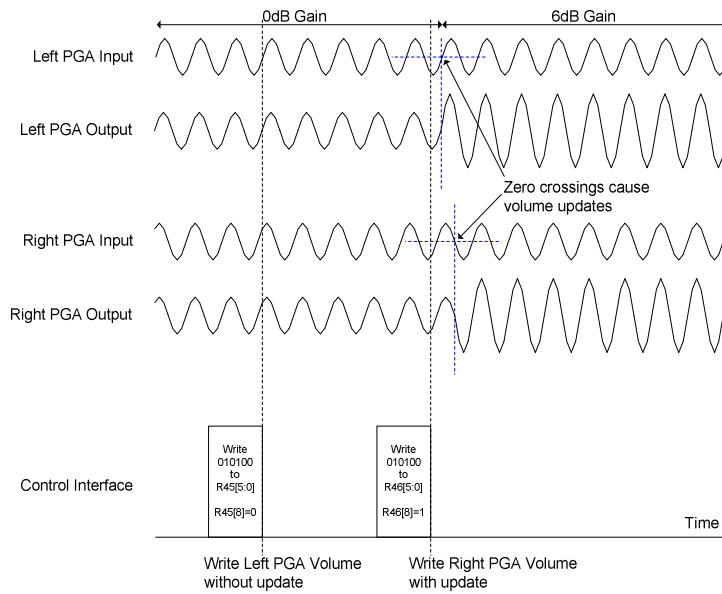 0dB Gain
6dB Gain
Left PGA Input
Left PGA Output
Zero crossings cause
volume updates
Right PGA Input
Right PGA Output
Control Interface
Write
010100
to
R45[5:0]
R45[8]=0
Write
010100
to
R46[5:0]
R46[8]=1
Time
Write Left PGA Volume
without update
Write Right PGA Volume
with update